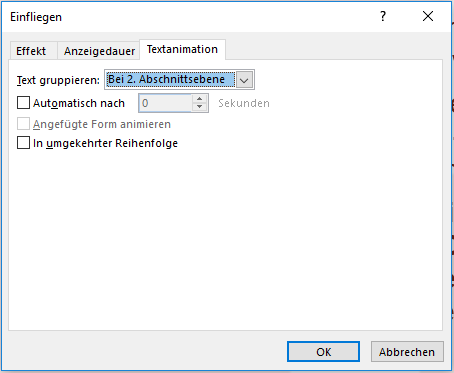 Einfliegen
Effekt Anzeigedauer Textanimation
Text gruppieren: Bei 2. Abschnittsebene
Automatisch nach 0 Sekunden
Angefügte Form animieren
In umgekehrter Reihenfolge
OK Abbrechen